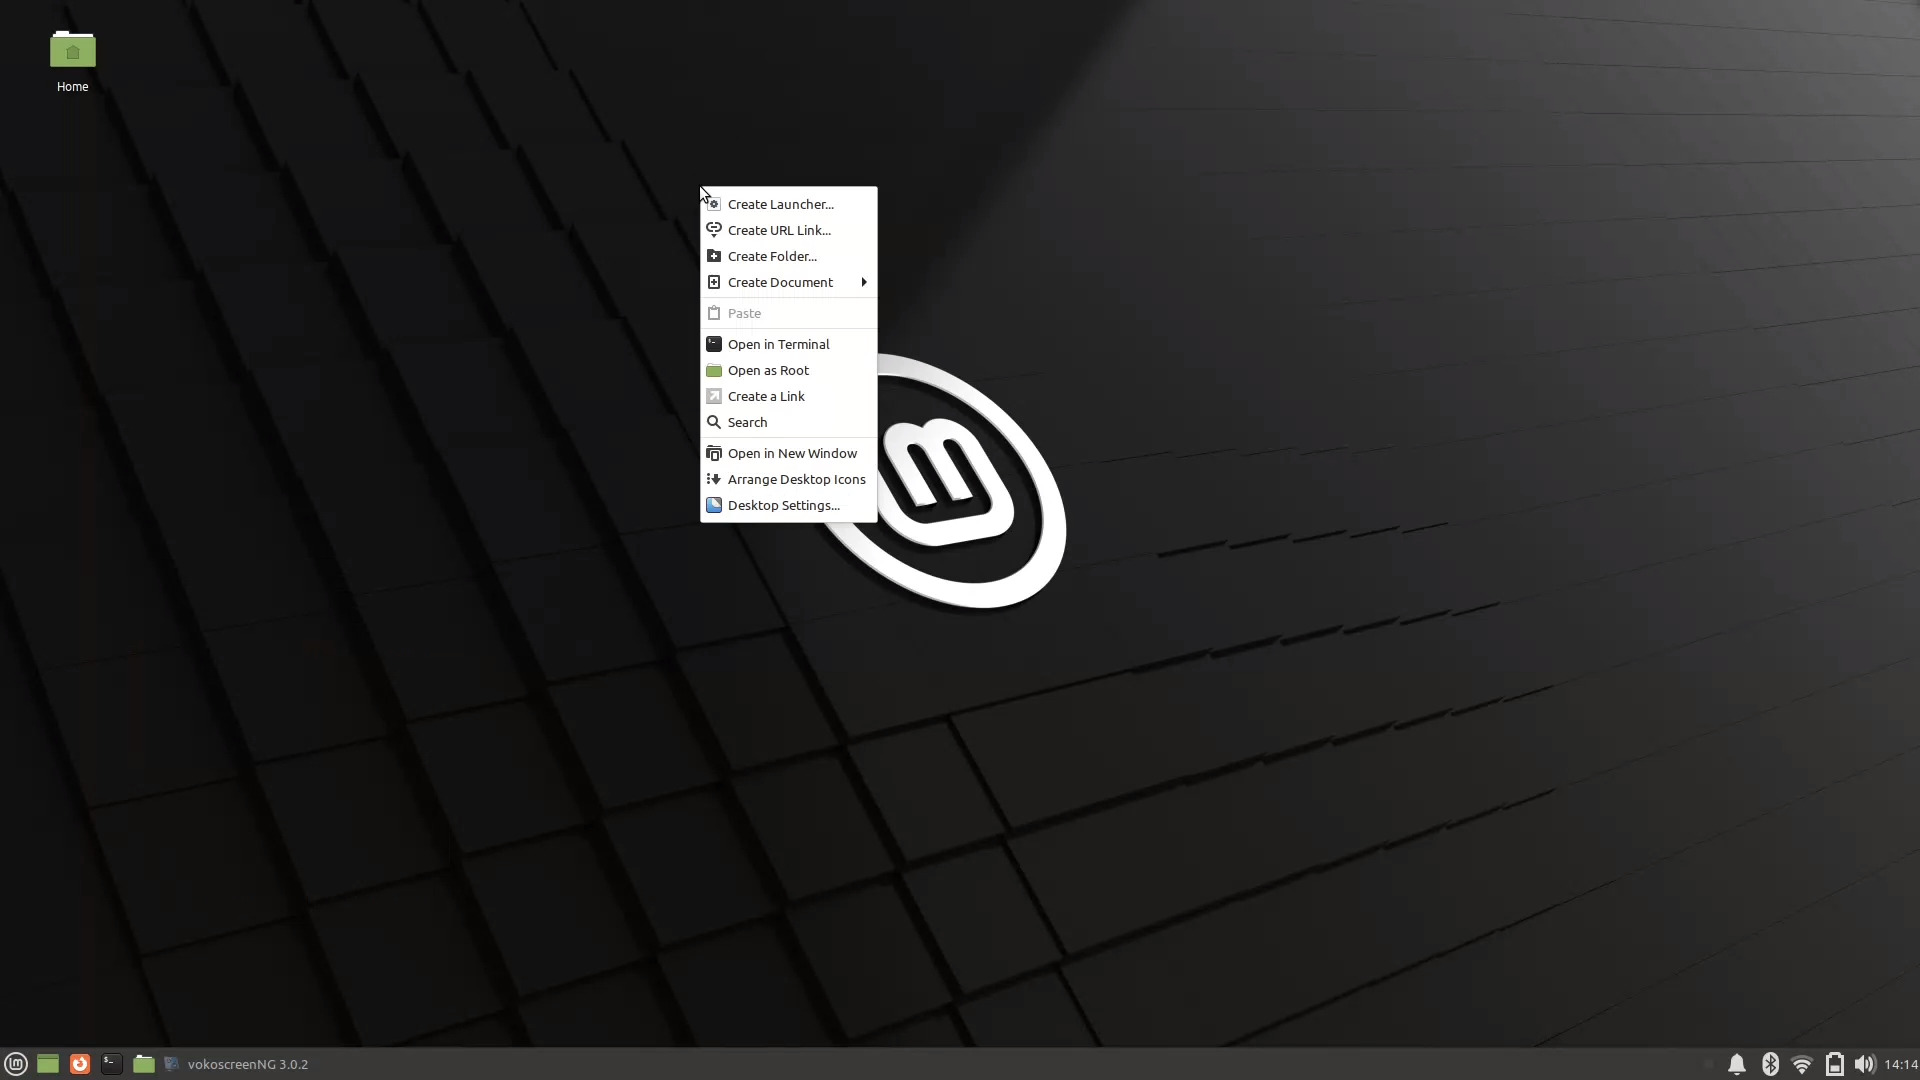 Home
Create Launcher...
Create URL Link...
Create Folder...
Create Document
Paste
Open in Terminal
Open as Root
Create a Link
Search
Open in New Window
Arrange Desktop Icons
Desktop Settings...
vokoscreenNG 3.0.2
14:14